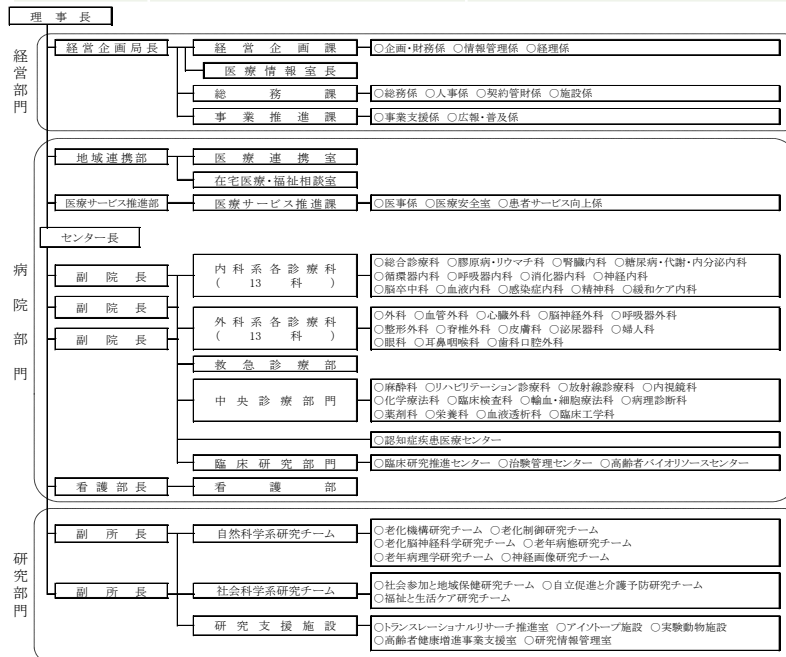 理事長
経営部門
経営企画局長
経営企画課
○企画・財務係 ○情報管理係 ○経理係
医療情報室長
総務課
○総務係 ○人事係 ○契約管財係 ○施設係
事業推進課
○事業支援係 ○広報・普及係
病院部門
地域連携部
医療連携室
在宅医療・福祉相談室
医療サービス推進部
医療サービス推進課
○医事係 ○医療安全室 ○患者サービス向上係
センター長
副院長
内科系各診療科
( 13 科 )
○総合診療科 ○膠原病・リウマチ科 ○腎臓内科 ○糖尿病・代謝・内分泌内科
○循環器内科 ○呼吸器内科 ○消化器内科 ○神経内科
○脳卒中科 ○血液内科 ○感染症内科 ○精神科 ○緩和ケア内科
副院長
副院長
外科系各診療科
( 13 科 )
○外科 ○血管外科 ○心臓外科 ○脳神経外科 ○呼吸器外科
○整形外科 ○脊椎外科 ○皮膚科 ○泌尿器科 ○婦人科
○眼科 ○耳鼻咽喉科 ○歯科口腔外科
救急診療部
中央診療部門
○麻酔科 ○リハビリテーション診療科 ○放射線診療科 ○内視鏡科
○化学療法科 ○臨床検査科 ○輸血・細胞療法科 ○病理診断科
○薬剤科 ○栄養科 ○血液透析科 ○臨床工学科
○認知症疾患医療センター
臨床研究部門
○臨床研究推進センター ○治験管理センター ○高齢者バイオリソースセンター
看護部長
看護部
研究部門
副所長
自然科学系研究チーム
○老化機構研究チーム ○老化制御研究チーム
○老化脳神経科学研究チーム ○老年病態研究チーム
○老年病理学研究チーム ○神経画像研究チーム
副所長
社会科学系研究チーム
○社会参加と地域保健研究チーム ○自立促進と介護予防研究チーム
○福祉と生活ケア研究チーム
研究支援施設
○トランスレーショナルリサーチ推進室 ○アイソトープ施設 ○実験動物施設
○高齢者健康増進事業支援室 ○研究情報管理室